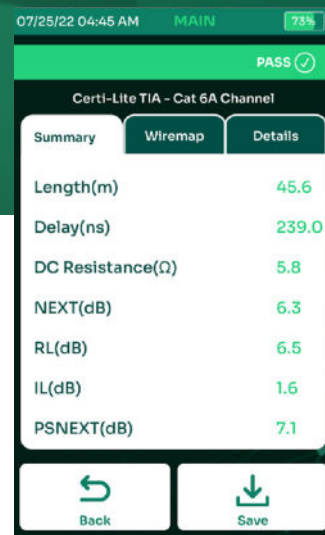 07/25/22 04:45 AM MAIN 73%
PASS
Certi-Lite TIA - Cat 6A Channel
Summary Wiremap Details
Length(m) 45.6
Delay(ns) 239.0
DC Resistance(Ω) 5.8
NEXT(dB) 6.3
RL(dB) 6.5
IL(dB) 1.6
PSNEXT(dB) 7.1
Back Save